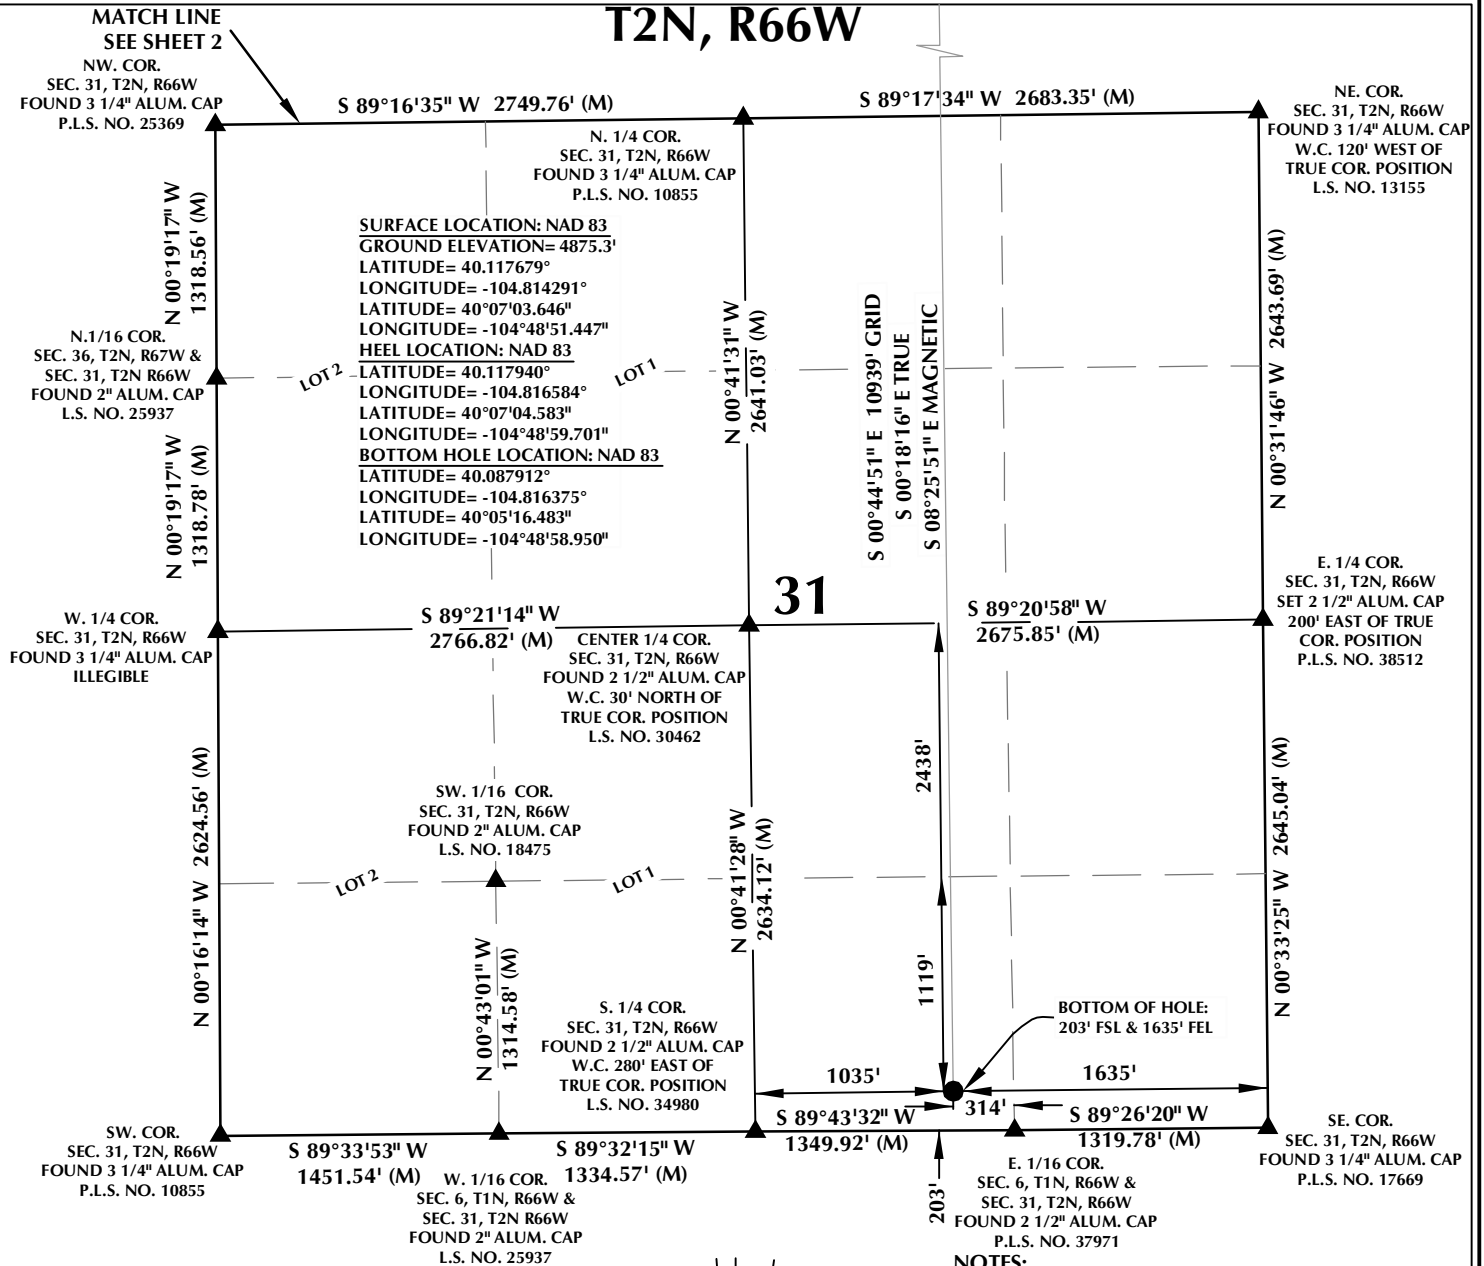 T2N, R66W
MATCH LINE
SEE SHEET 2
NW. COR.
SEC. 31, T2N, R66W
FOUND 3 1/4" ALUM. CAP
P.L.S. NO. 25369
S 89°16'35" W 2749.76' (M)
S 89°17'34" W 2683.35' (M)
NE. COR.
SEC. 31, T2N, R66W
FOUND 3 1/4" ALUM. CAP
W.C. 120' WEST OF
TRUE COR. POSITION
L.S. NO. 13155
N. 1/4 COR.
SEC. 31, T2N, R66W
FOUND 3 1/4" ALUM. CAP
P.L.S. NO. 10855
N 00°19'17" W
1318.56' (M)
SURFACE LOCATION: NAD 83
GROUND ELEVATION= 4875.3'
LATITUDE= 40.117679°
LONGITUDE= -104.814291°
LATITUDE= 40°07'03.646"
LONGITUDE= -104°48'51.447"
HEEL LOCATION: NAD 83
LATITUDE= 40.117940°
LONGITUDE= -104.816584°
LATITUDE= 40°07'04.583"
LONGITUDE= -104°48'59.701"
BOTTOM HOLE LOCATION: NAD 83
LATITUDE= 40.087912°
LONGITUDE= -104.816375°
LATITUDE= 40°05'16.483"
LONGITUDE= -104°48'58.950"
N 00°41'31" W
2641.03' (M)
S 00°44'51" E 10939' GRID
S 00°18'16" E TRUE
S 08°25'51" E MAGNETIC
N 00°31'46" W 2643.69' (M)
N.1/16 COR.
SEC. 36, T2N, R67W &
SEC. 31, T2N R66W
FOUND 2" ALUM. CAP
L.S. NO. 25937
LOT 2
LOT 1
N 00°19'17" W
1318.78' (M)
W. 1/4 COR.
SEC. 31, T2N, R66W
FOUND 3 1/4" ALUM. CAP
ILLEGIBLE
S 89°21'14" W
2766.82' (M)
31
S 89°20'58" W
2675.85' (M)
E. 1/4 COR.
SEC. 31, T2N, R66W
SET 2 1/2" ALUM. CAP
200' EAST OF TRUE
COR. POSITION
P.L.S. NO. 38512
CENTER 1/4 COR.
SEC. 31, T2N, R66W
FOUND 2 1/2" ALUM. CAP
W.C. 30' NORTH OF
TRUE COR. POSITION
L.S. NO. 30462
2438'
N 00°16'14" W 2624.56' (M)
SW. 1/16 COR.
SEC. 31, T2N, R66W
FOUND 2" ALUM. CAP
L.S. NO. 18475
N 00°41'28" W
2634.12' (M)
N 00°33'25" W 2645.04' (M)
LOT 2
LOT 1
N 00°43'01" W
1314.58' (M)
1119'
S. 1/4 COR.
SEC. 31, T2N, R66W
FOUND 2 1/2" ALUM. CAP
W.C. 280' EAST OF
TRUE COR. POSITION
L.S. NO. 34980
BOTTOM OF HOLE:
203' FSL & 1635' FEL
1035'
1635'
314'
SW. COR.
SEC. 31, T2N, R66W
FOUND 3 1/4" ALUM. CAP
P.L.S. NO. 10855
S 89°33'53" W
1451.54' (M)
S 89°32'15" W
1334.57' (M)
S 89°43'32" W
1349.92' (M)
S 89°26'20" W
1319.78' (M)
SE. COR.
SEC. 31, T2N, R66W
FOUND 3 1/4" ALUM. CAP
P.L.S. NO. 17669
W. 1/16 COR.
SEC. 6, T1N, R66W &
SEC. 31, T2N R66W
FOUND 2" ALUM. CAP
L.S. NO. 25937
203'
E. 1/16 COR.
SEC. 6, T1N, R66W &
SEC. 31, T2N, R66W
FOUND 2 1/2" ALUM. CAP
P.L.S. NO. 37971
NOTES: